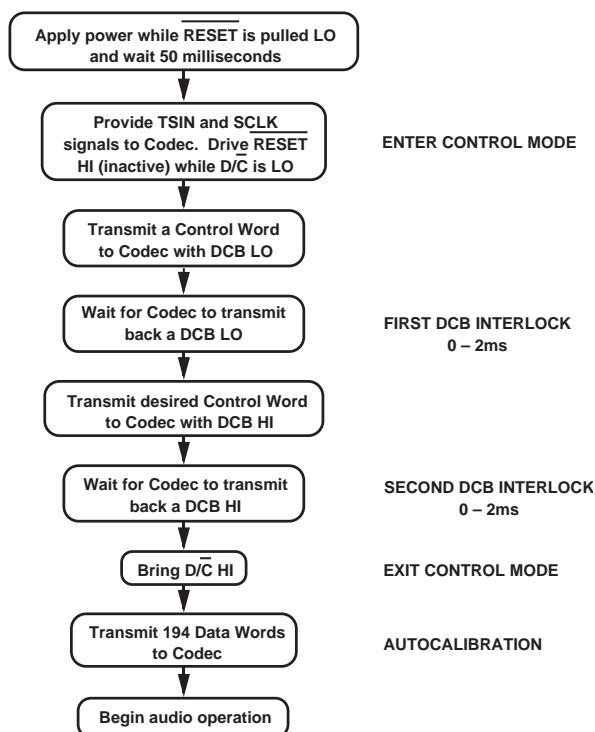 Apply power while RESET is pulled LO
and wait 50 milliseconds
Provide TSIN and SCLK
signals to Codec. Drive RESET
HI (inactive) while D/C is LO
ENTER CONTROL MODE
Transmit a Control Word
to Codec with DCB LO
Wait for Codec to transmit
back a DCB LO
FIRST DCB INTERLOCK
0 – 2ms
Transmit desired Control Word
to Codec with DCB HI
Wait for Codec to transmit
back a DCB HI
SECOND DCB INTERLOCK
0 – 2ms
Bring D/C HI
EXIT CONTROL MODE
Transmit 194 Data Words
to Codec
AUTOCALIBRATION
Begin audio operation